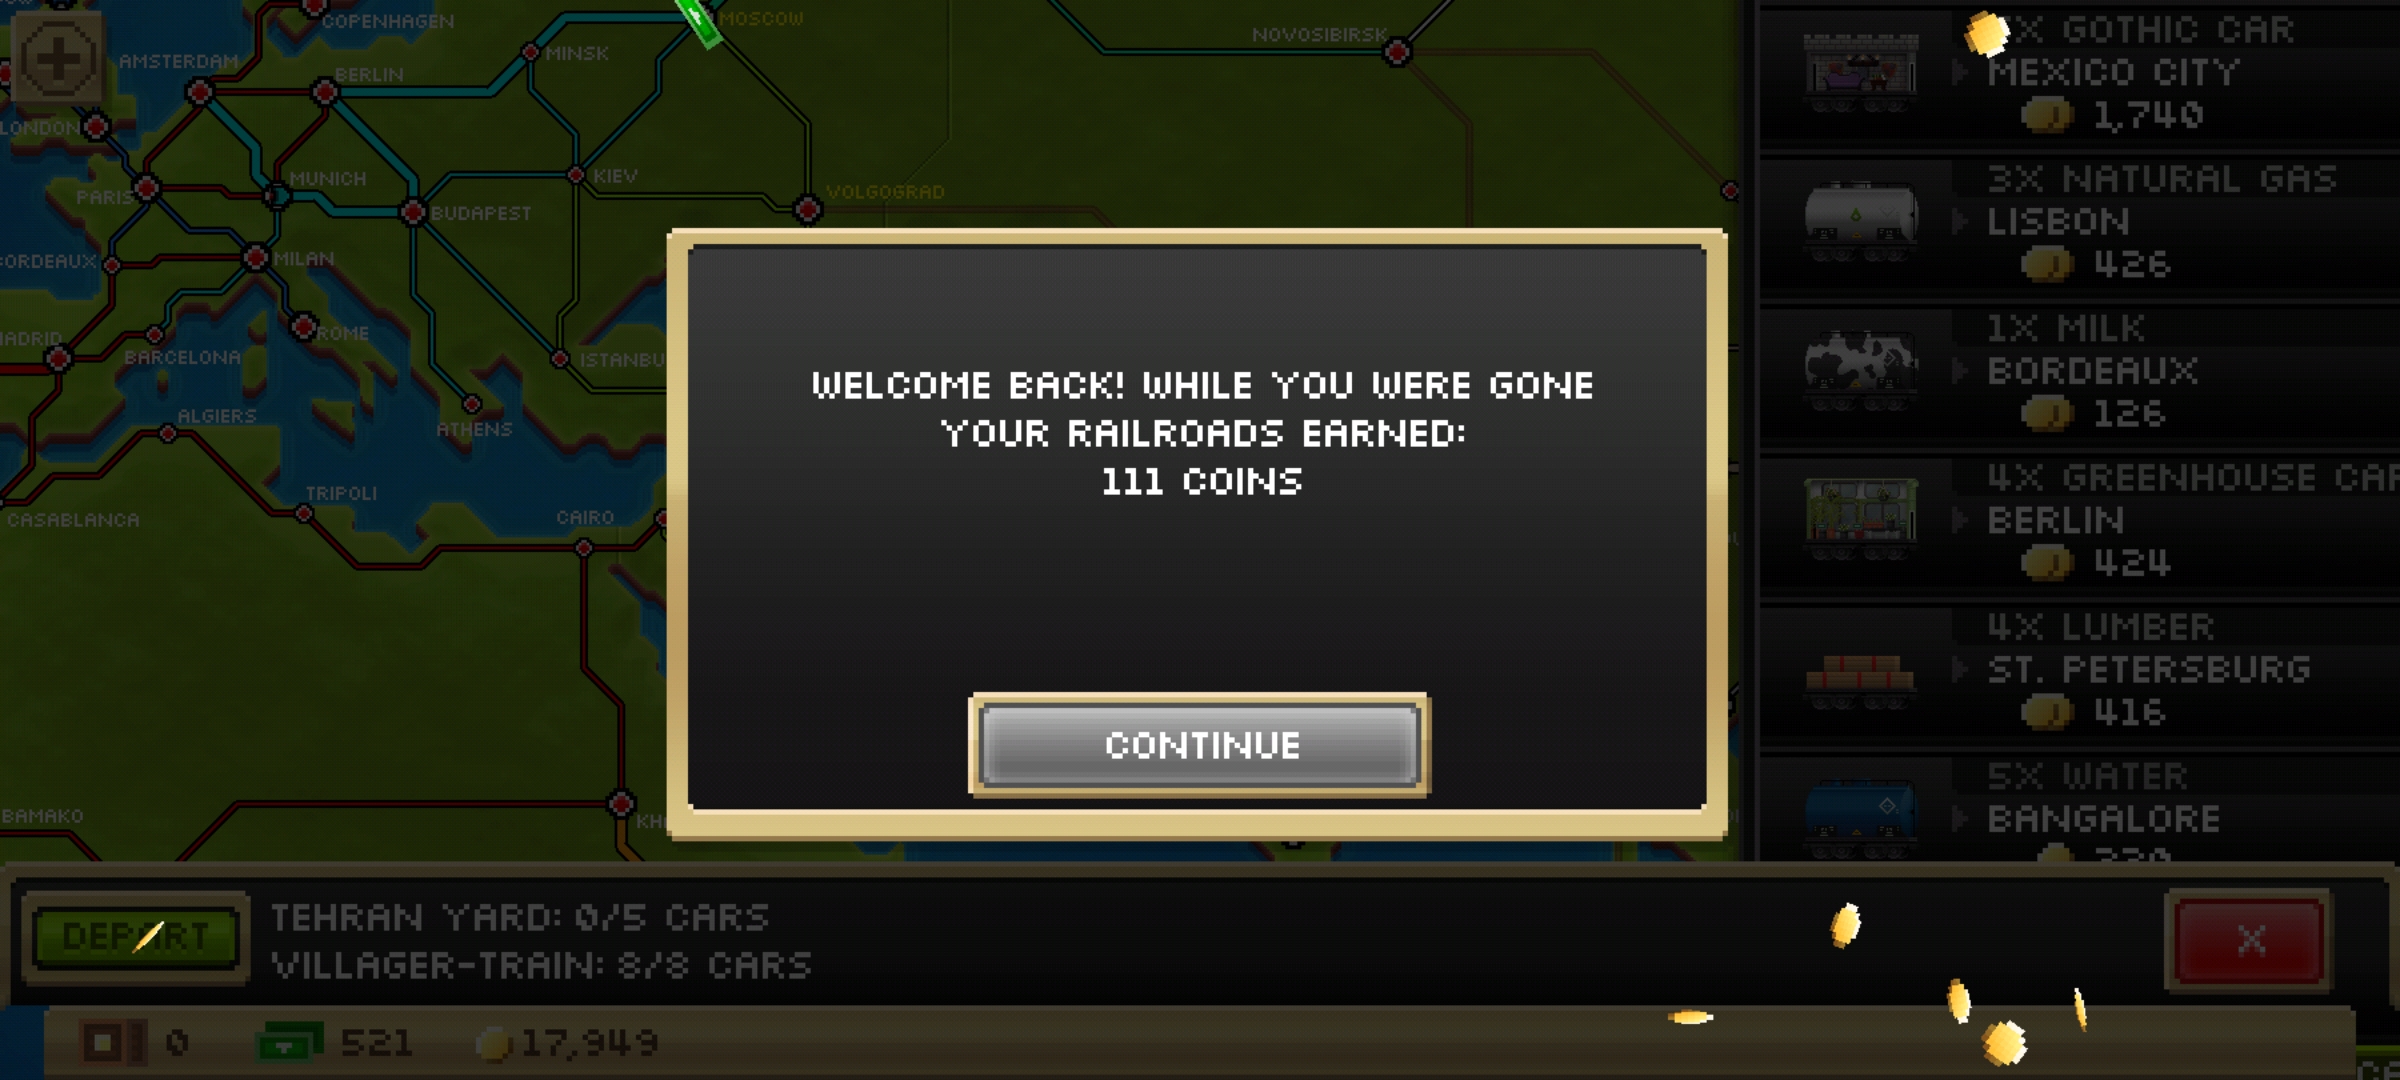 COPENHAGEN
MOSCOW
AMSTERDAM
BERLIN
MINSK
NOVOSIBIRSK
LONDON
PARIS
MUNICH
KIEV
BUDAPEST
VOLGOGRAD
MILAN
ROME
BARCELONA
ALGIERS
ATHENS
TRIPOLI
CASABLANCA
CAIRO
BAMAKO
WELCOME BACK! WHILE YOU WERE GONE
YOUR RAILROADS EARNED:
111 COINS
CONTINUE
GOTHIC CAR
MEXICO CITY
1,740
3X NATURAL GAS
LISBON
426
1X MILK
BORDEAUX
126
4X GREENHOUSE CAR
BERLIN
424
4X LUMBER
ST. PETERSBURG
416
5X WATER
BANGALORE
DEPART
TEHRAN YARD: 0/5 CARS
VILLAGER-TRAIN: 8/8 CARS
X
0
521
17,949